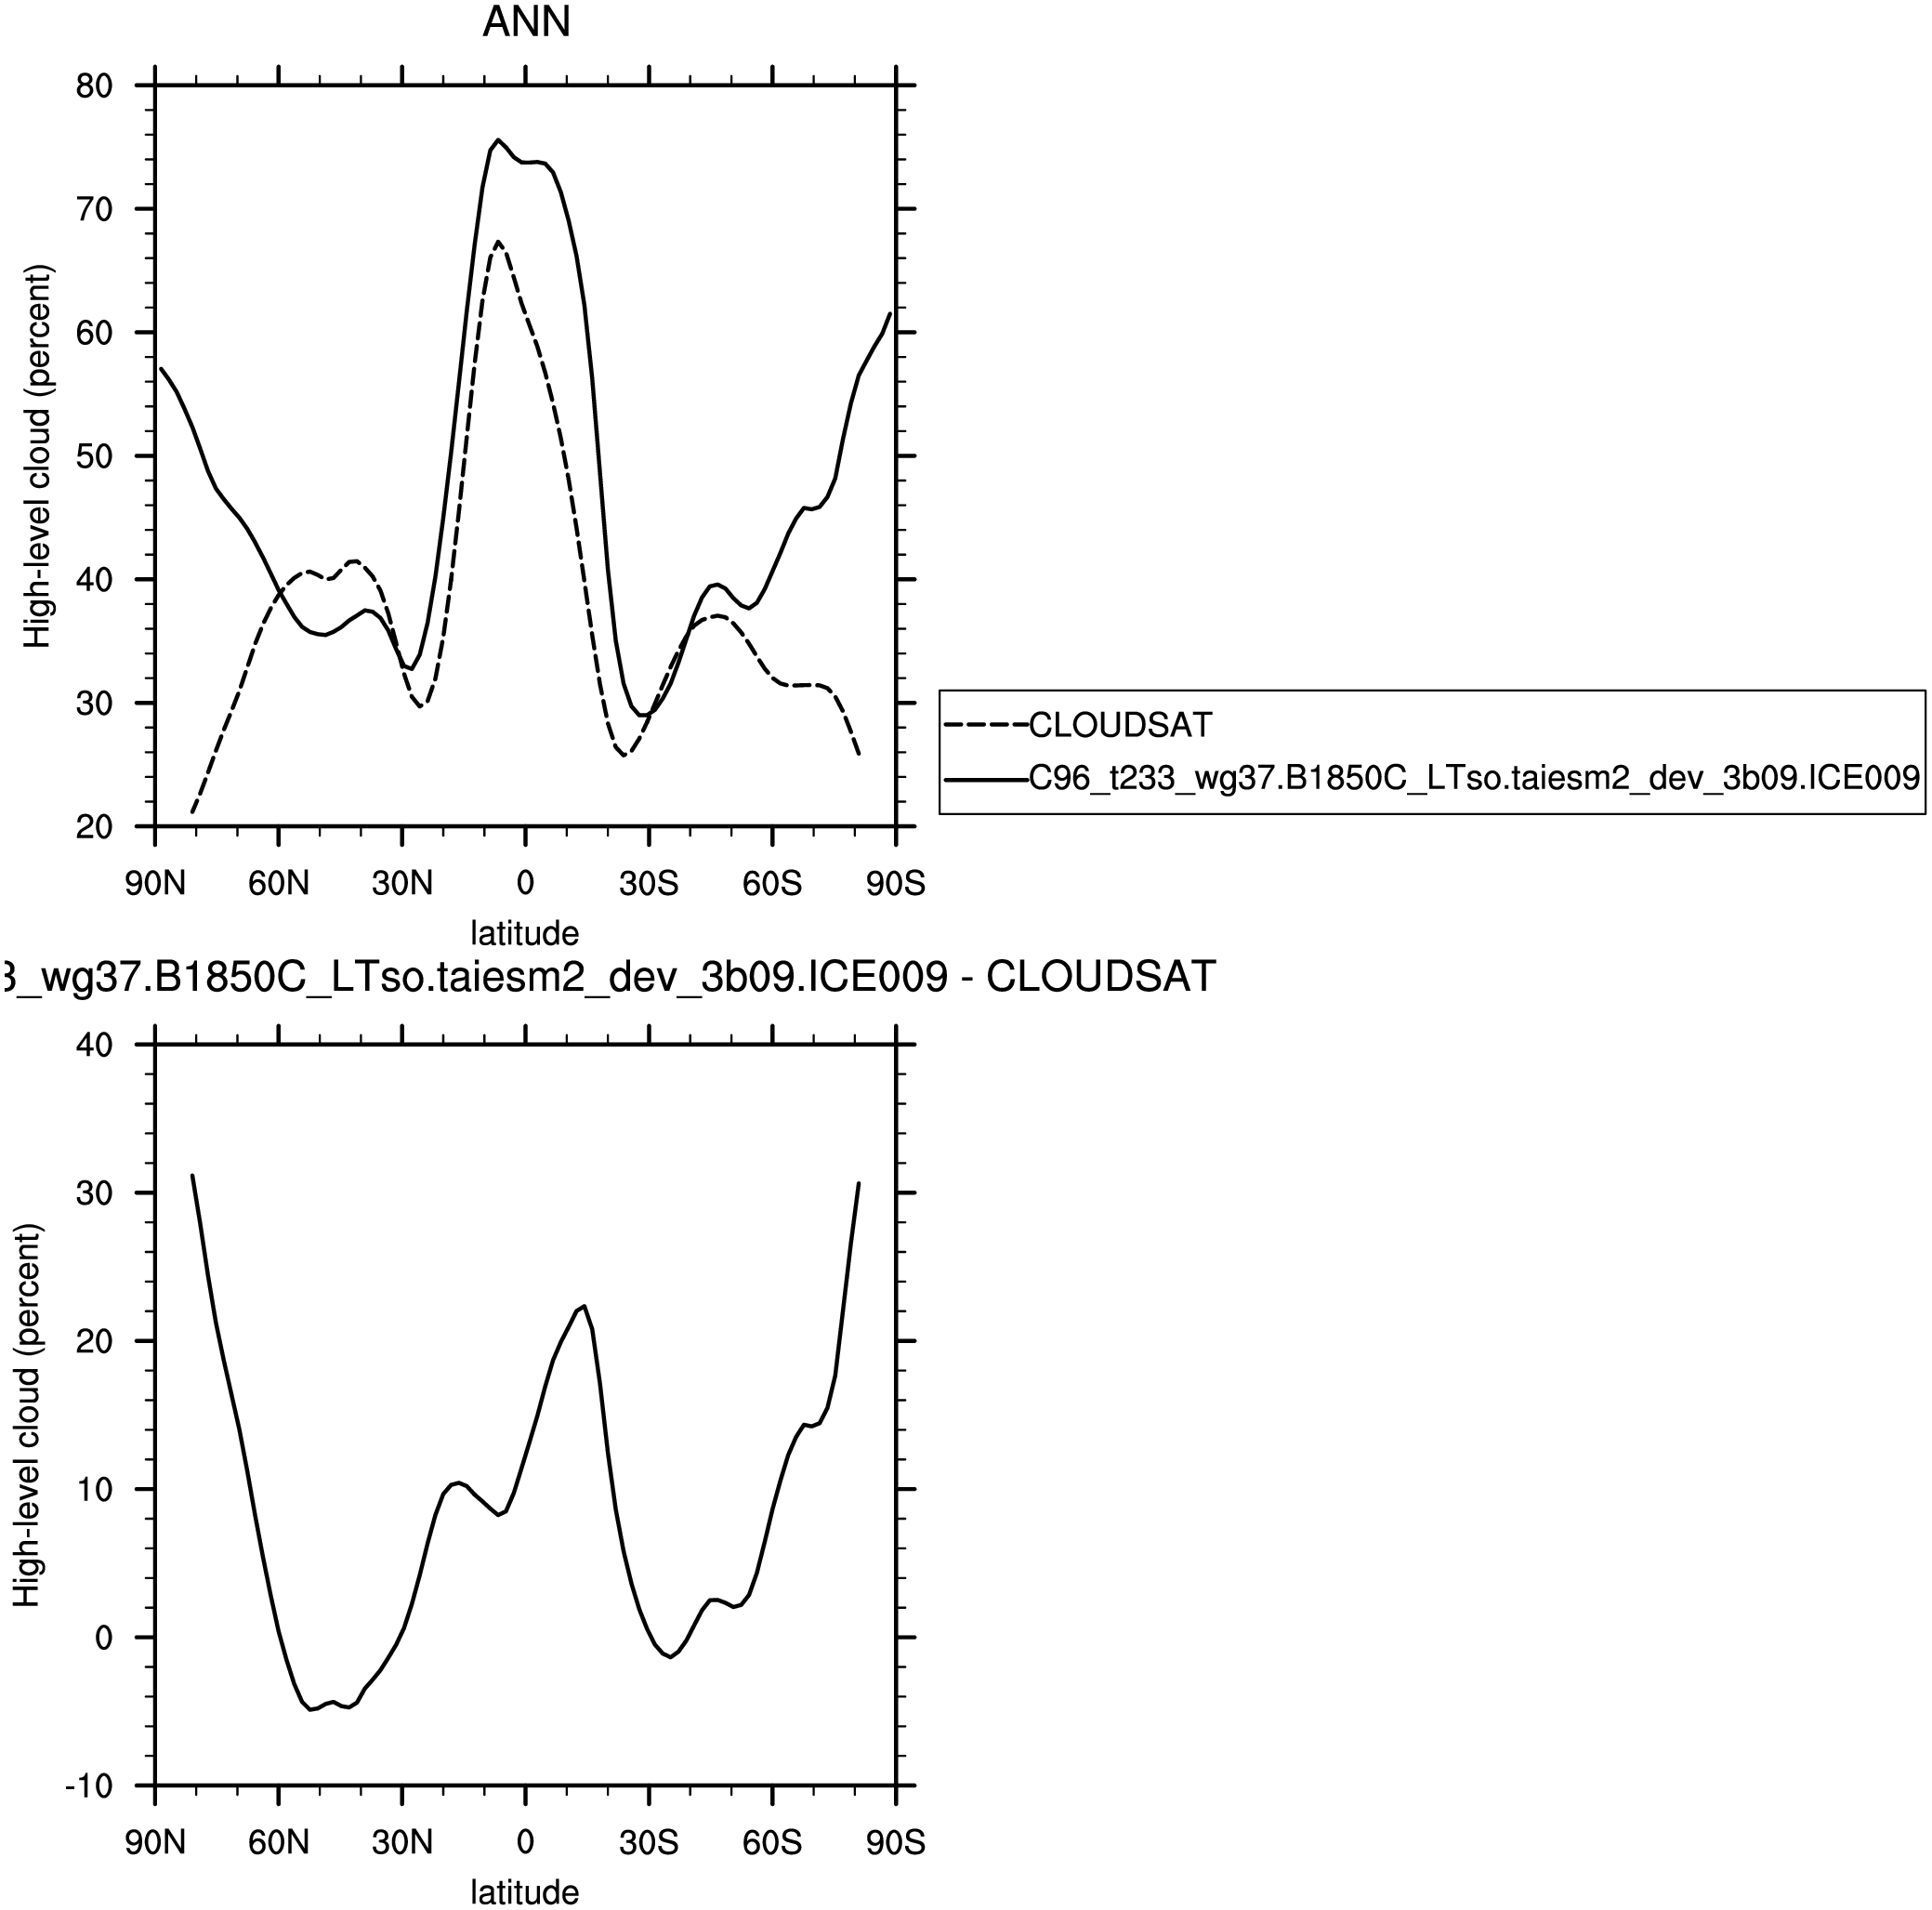 ANN
80
70
60
50
40
30
20
High-level cloud (percent)
90N 60N 30N 0 30S 60S 90S
latitude
CLOUDSAT
C96_t233_wg37.B1850C_LTso.taiesm2_dev_3b09.ICE009
_wg37.B1850C_LTso.taiesm2_dev_3b09.ICE009 - CLOUDSAT
40
30
20
10
0
-10
High-level cloud (percent)
90N 60N 30N 0 30S 60S 90S
latitude